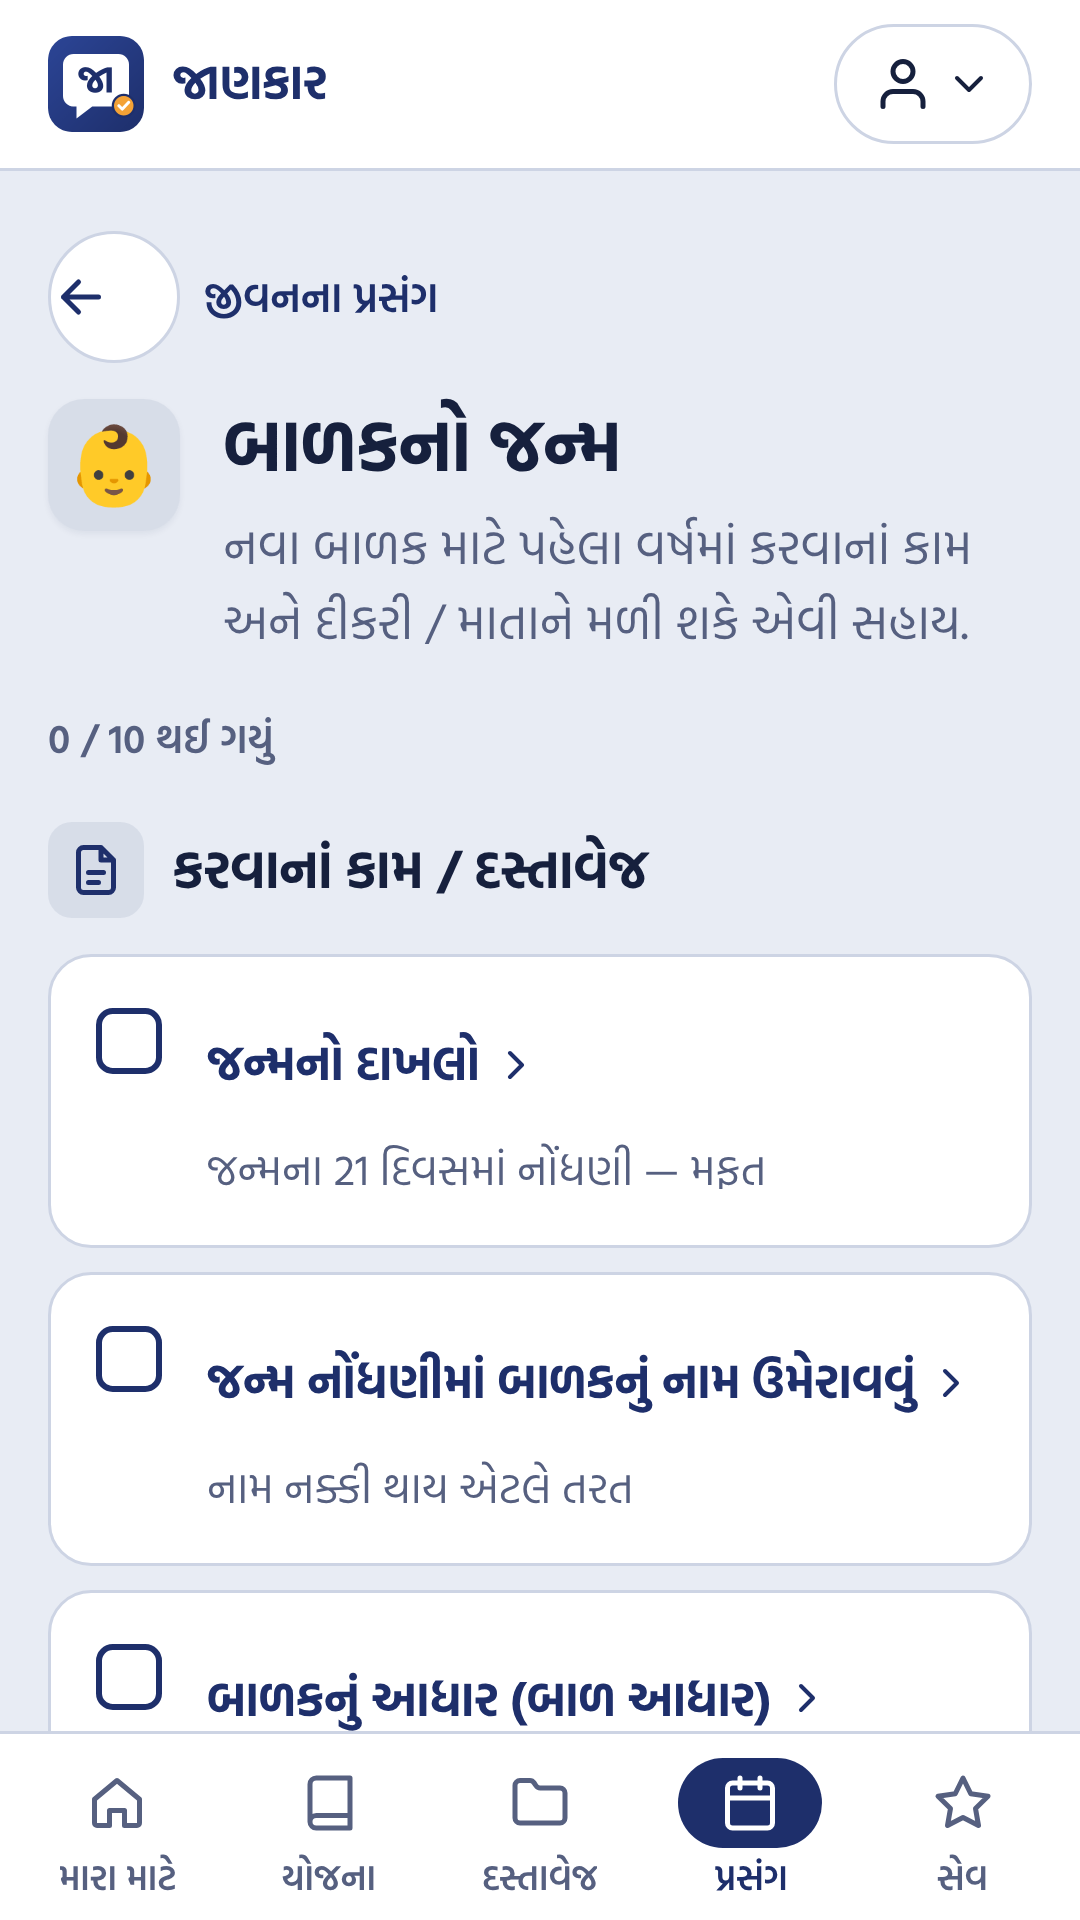 જા
જાણકાર
જીવનના પ્રસંગ
બાળકનો જન્મ
નવા બાળક માટે પહેલા વર્ષમાં કરવાનાં કામ
અને દીકરી / માતાને મળી શકે એવી સહાય.
0 / 10 થઈ ગયું
કરવાનાં કામ / દસ્તાવેજ
જન્મનો દાખલો
જન્મના 21 દિવસમાં નોંધણી — મફત
જન્મ નોંધણીમાં બાળકનું નામ ઉમેરાવવું
નામ નક્કી થાય એટલે તરત
બાળકનું આધાર (બાળ આધાર)
મારા માટે
યોજના
દસ્તાવેજ
પ્રસંગ
સેવ